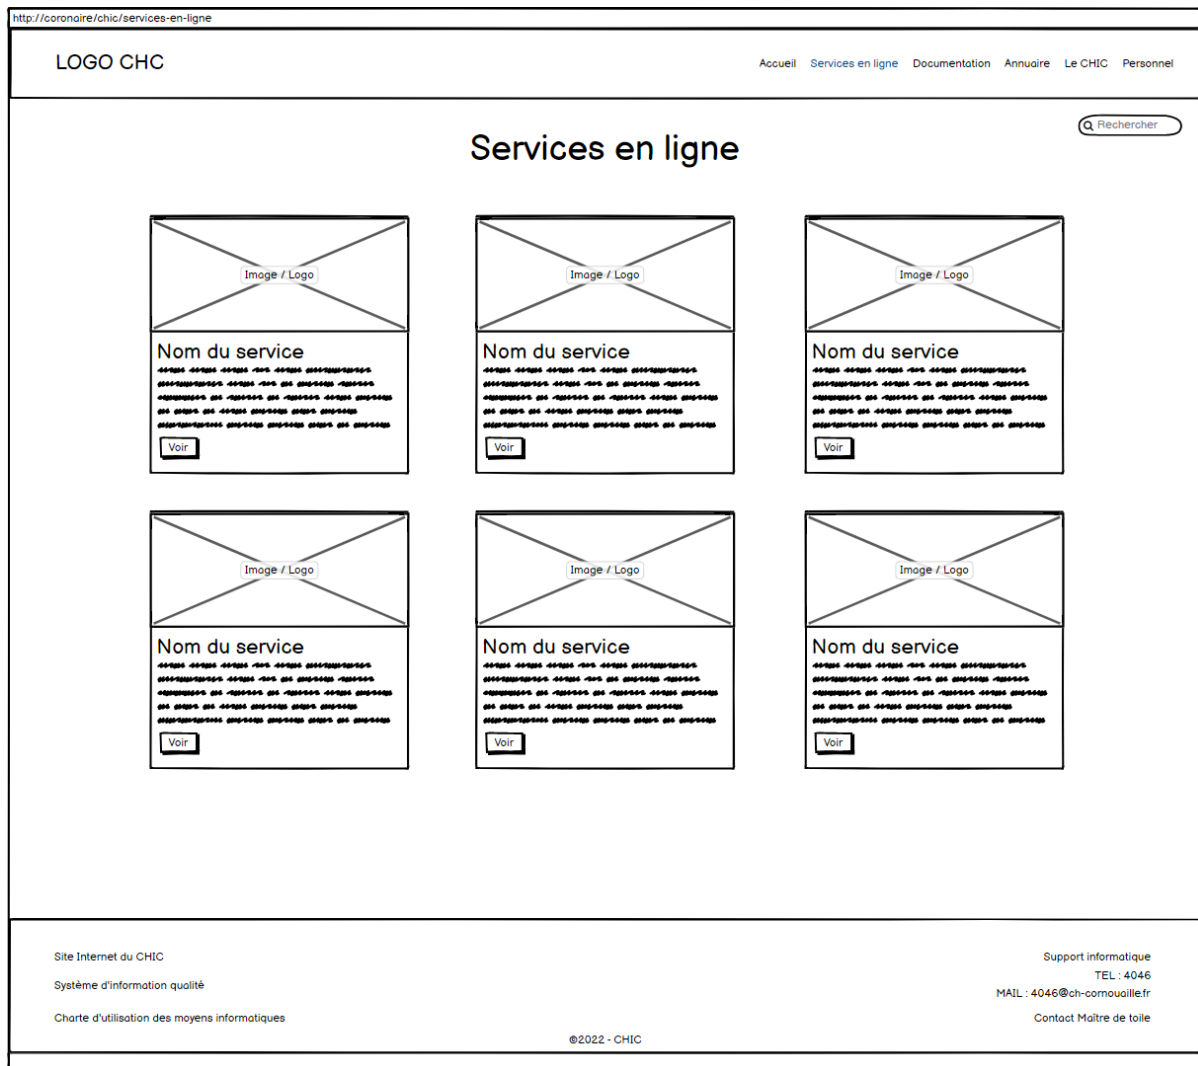 http://coronaire/chic/services-en-ligne
LOGO CHC
Accueil Services en ligne Documentation Annuaire Le CHIC Personnel
Rechercher
Services en ligne
Image / Logo
Image / Logo
Image / Logo
Nom du service
Nom du service
Nom du service
Voir
Voir
Voir
Image / Logo
Image / Logo
Image / Logo
Nom du service
Nom du service
Nom du service
Voir
Voir
Voir
Site Internet du CHIC
Système d'information qualité
Charte d'utilisation des moyens informatiques
Support informatique
TEL : 4046
MAIL : 4046@ch-cornouaille.fr
Contact Maître de toile
©2022 - CHIC